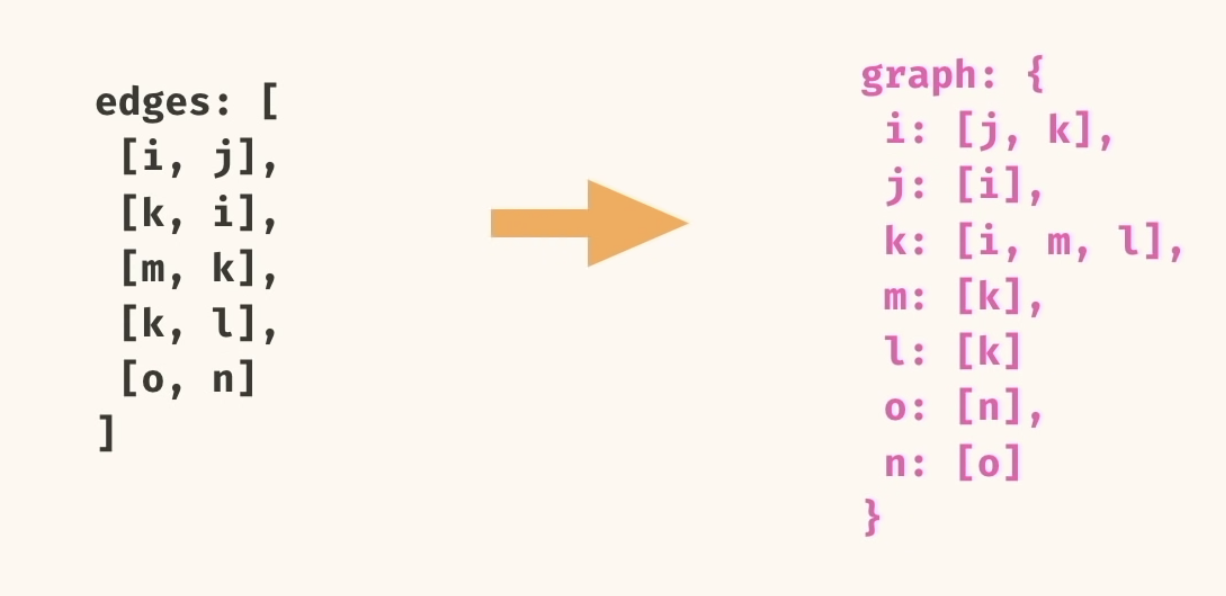 edges: [
[i, j],
[k, i],
[m, k],
[k, l],
[o, n]
]
graph: {
i: [j, k],
j: [i],
k: [i, m, l],
m: [k],
l: [k]
o: [n],
n: [o]
}